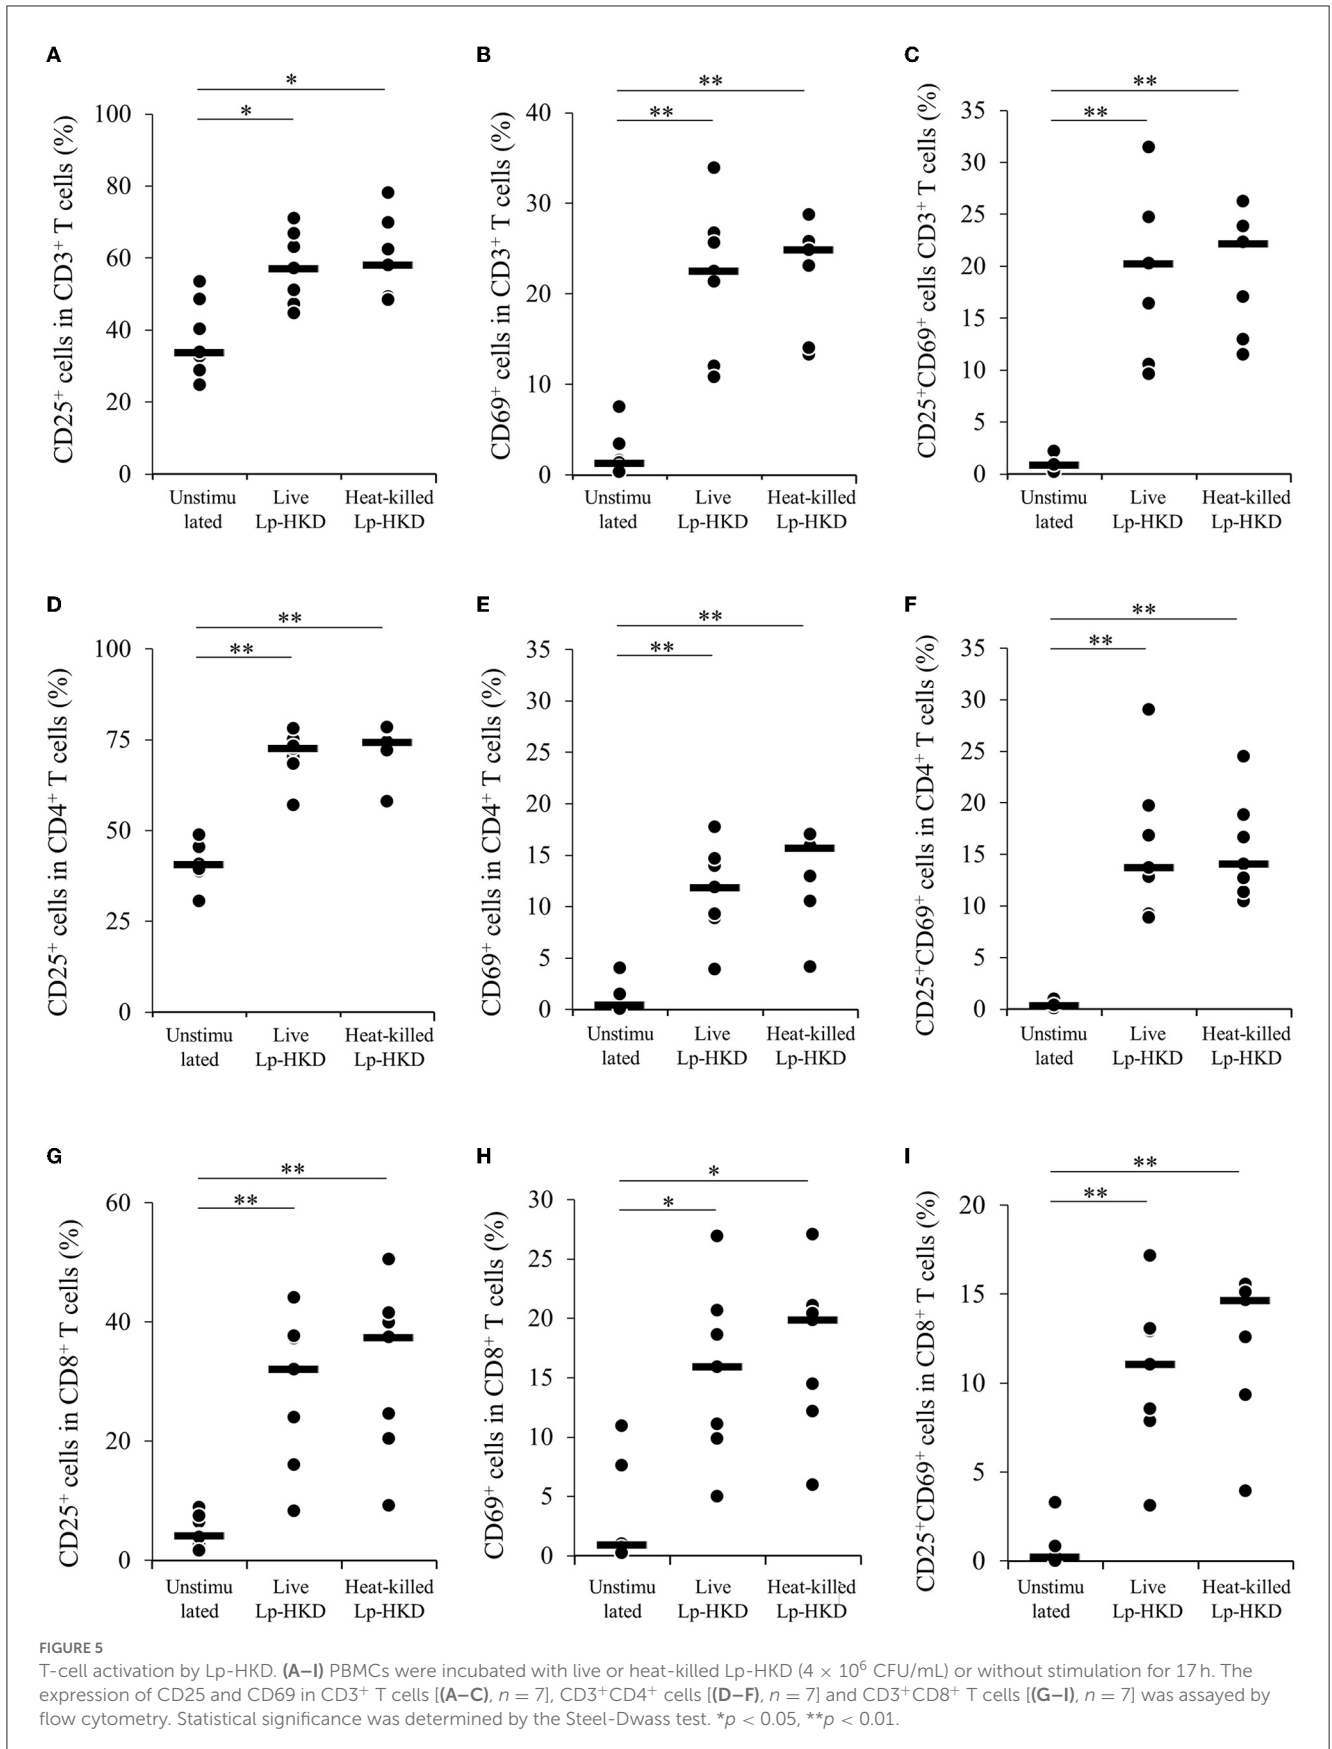 A
*
*
CD25⁺ cells in CD3⁺ T cells (%)
100
80
60
40
20
0
Unstimu
lated
Live
Lp-HKD
Heat-killed
Lp-HKD
B
**
**
CD69⁺ cells in CD3⁺ T cells (%)
40
30
20
10
0
Unstimu
lated
Live
Lp-HKD
Heat-killed
Lp-HKD
C
**
**
CD25⁺CD69⁺ cells CD3⁺ T cells (%)
35
30
25
20
15
10
5
0
Unstimu
lated
Live
Lp-HKD
Heat-killed
Lp-HKD
D
**
**
CD25⁺ cells in CD4⁺ T cells (%)
100
75
50
25
0
Unstimu
lated
Live
Lp-HKD
Heat-killed
Lp-HKD
E
**
**
CD69⁺ cells in CD4⁺ T cells (%)
35
30
25
20
15
10
5
0
Unstimu
lated
Live
Lp-HKD
Heat-killed
Lp-HKD
F
**
**
CD25⁺CD69⁺ cells in CD4⁺ T cells (%)
35
30
25
20
15
10
5
0
Unstimu
lated
Live
Lp-HKD
Heat-killed
Lp-HKD
G
**
**
CD25⁺ cells in CD8⁺ T cells (%)
60
40
20
0
Unstimu
lated
Live
Lp-HKD
Heat-killed
Lp-HKD
H
*
*
CD69⁺ cells in CD8⁺ T cells (%)
30
25
20
15
10
5
0
Unstimu
lated
Live
Lp-HKD
Heat-killed
Lp-HKD
I
**
**
CD25⁺CD69⁺ cells in CD8⁺ T cells (%)
20
15
10
5
0
Unstimu
lated
Live
Lp-HKD
Heat-killed
Lp-HKD
FIGURE 5
T-cell activation by Lp-HKD. (A–I) PBMCs were incubated with live or heat-killed Lp-HKD (4 × 10⁶ CFU/mL) or without stimulation for 17 h. The
expression of CD25 and CD69 in CD3⁺ T cells [(A–C), n = 7], CD3⁺CD4⁺ cells [(D–F), n = 7] and CD3⁺CD8⁺ T cells [(G–I), n = 7] was assayed by
flow cytometry. Statistical significance was determined by the Steel-Dwass test. *p < 0.05, **p < 0.01.